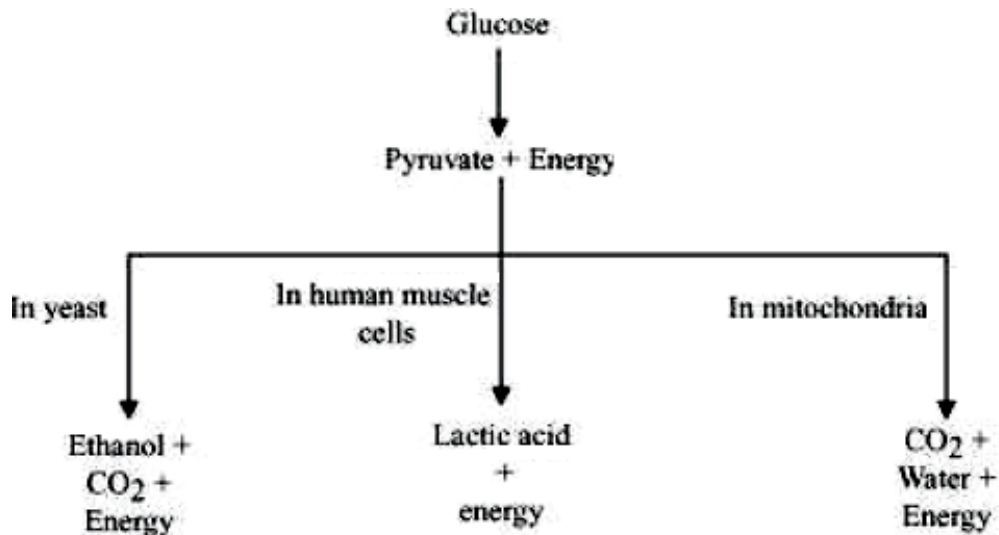 Glucose
Pyruvate + Energy
In yeast
In human muscle
cells
In mitochondria
Ethanol +
CO2 +
Energy
Lactic acid
+
energy
CO2 +
Water +
Energy